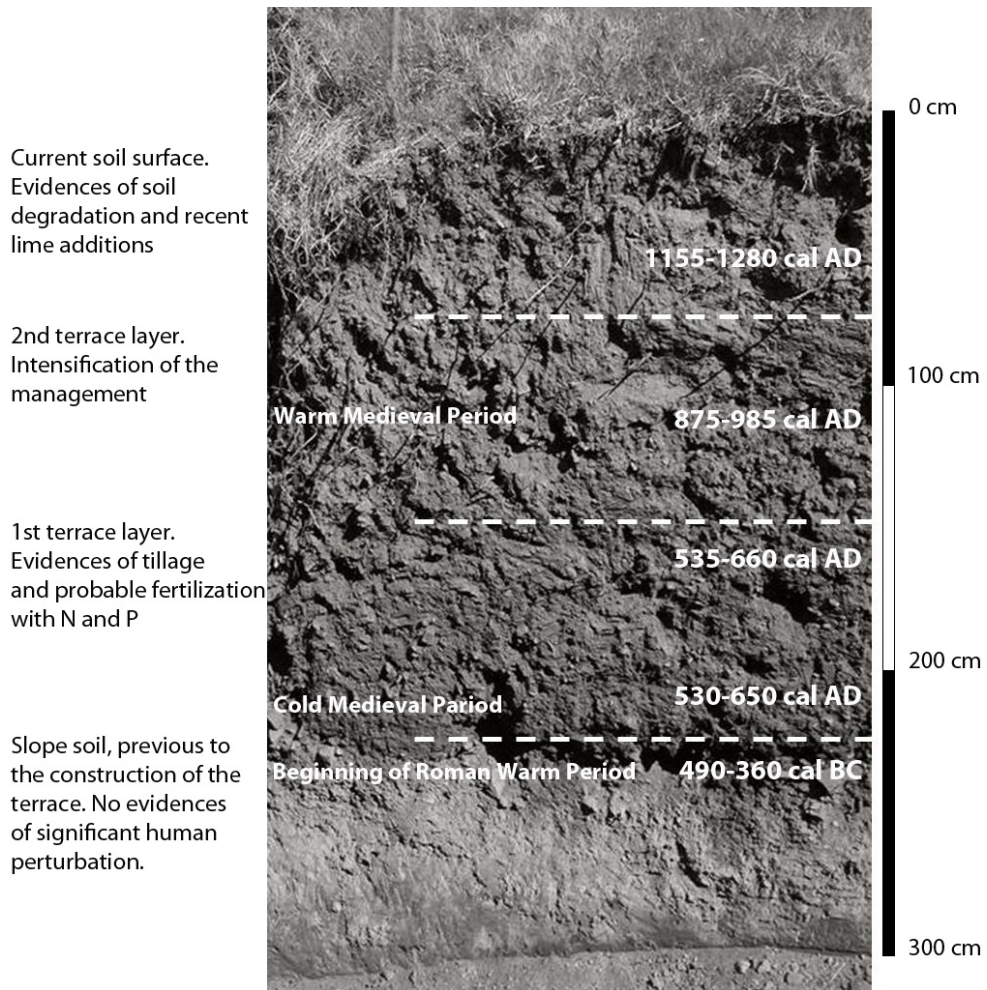 0 cm
Current soil surface.
Evidences of soil
degradation and recent
lime additions
1155-1280 cal AD
2nd terrace layer.
Intensification of the
management
100 cm
Warm Medieval Period
875-985 cal AD
1st terrace layer.
Evidences of tillage
and probable fertilization
with N and P
535-660 cal AD
200 cm
530-650 cal AD
Cold Medieval Pariod
Slope soil, previous to
the construction of the
terrace. No evidences
of significant human
perturbation.
Beginning of Roman Warm Period
490-360 cal BC
300 cm